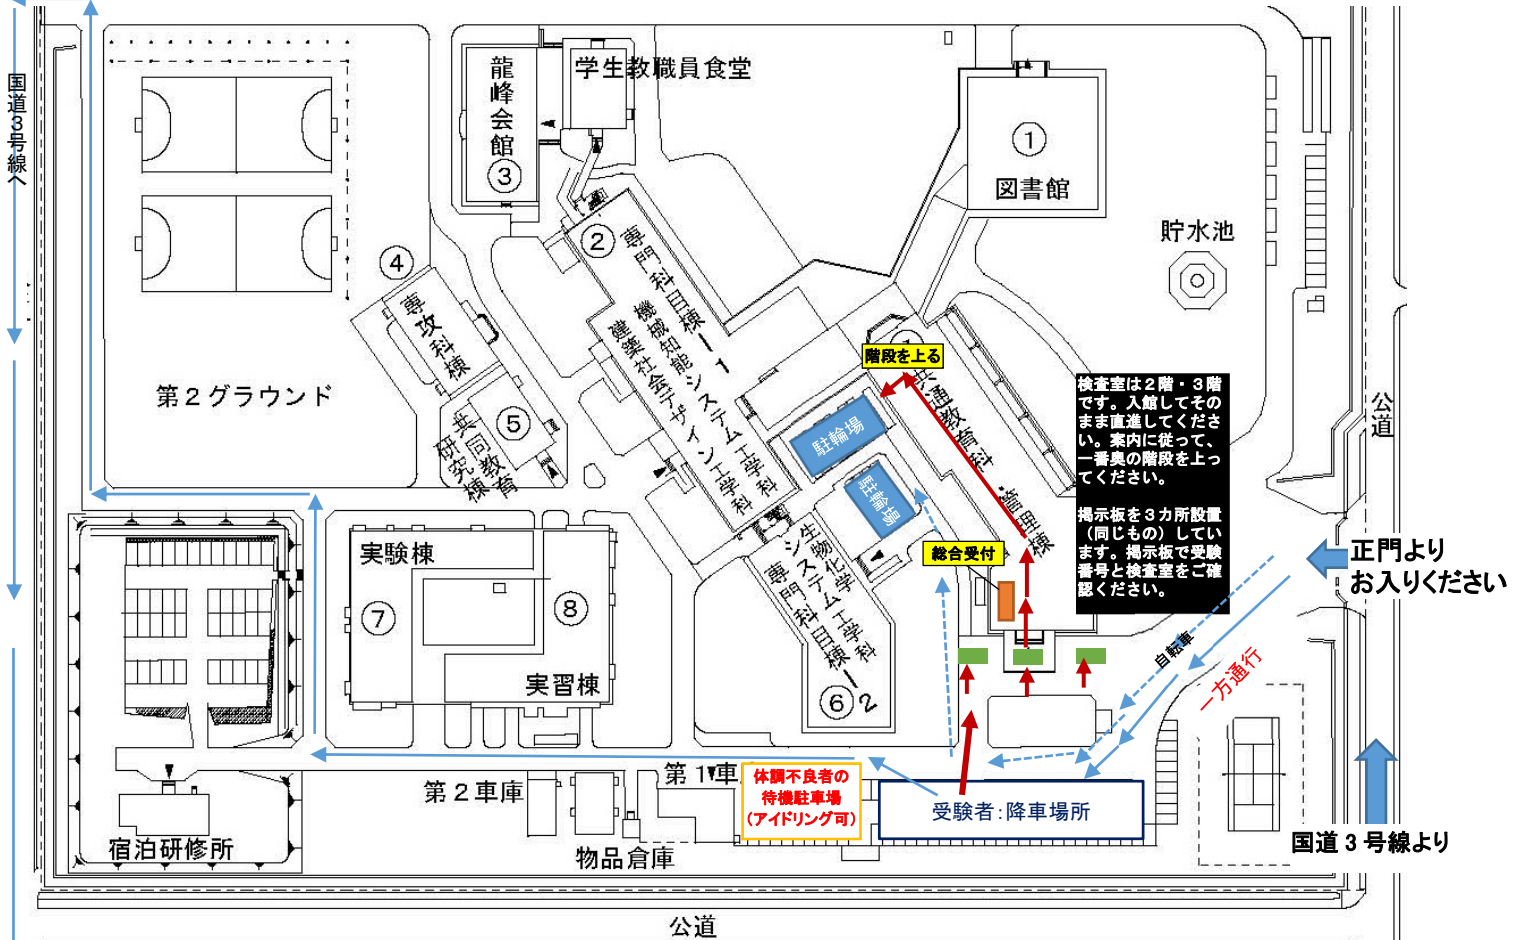 国道3号線へ
龍峰会館
③
学生教職員食堂
①
図書館
貯水池
②
専門科目棟－1
機械知能システム工学科
建築社会デザイン工学科
④
専攻科棟
⑤
共同教育
研究棟
第2グラウンド
階段を上る
共通教育科・管理棟
駐輪場
駐輪場
総合受付
検査室は2階・3階
です。入館してその
まま直進してくださ
い。案内に従って、
一番奥の階段を上っ
てください。
掲示板を3カ所設置
（同じもの）してい
ます。掲示板で受験
番号と検査室をご確
認ください。
公道
正門より
お入りください
生物化学
システム工学科
専門科目棟－2
⑥
実験棟
⑦
⑧
実習棟
自転車
一方通行
第2車庫
第1車
体調不良者の
待機駐車場
（アイドリング可）
受験者：降車場所
国道3号線より
宿泊研修所
物品倉庫
公道